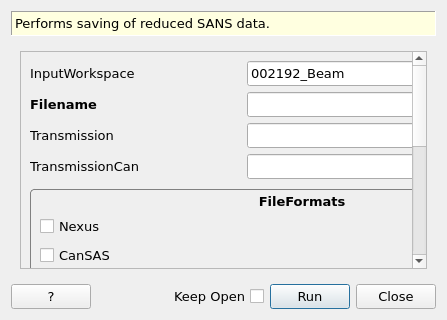 Performs saving of reduced SANS data.
InputWorkspace 002192_Beam
Filename
Transmission
TransmissionCan
FileFormats
Nexus
CanSAS
? Keep Open Run Close